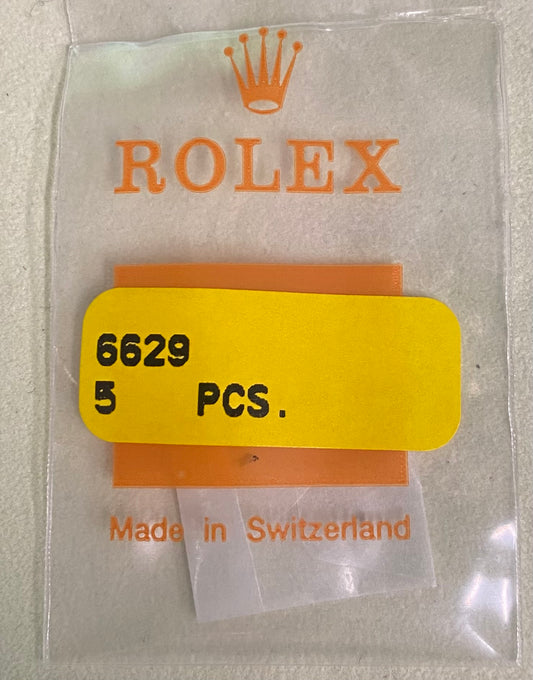 ROLEX
6629
5 PCS.
Made in Switzerland